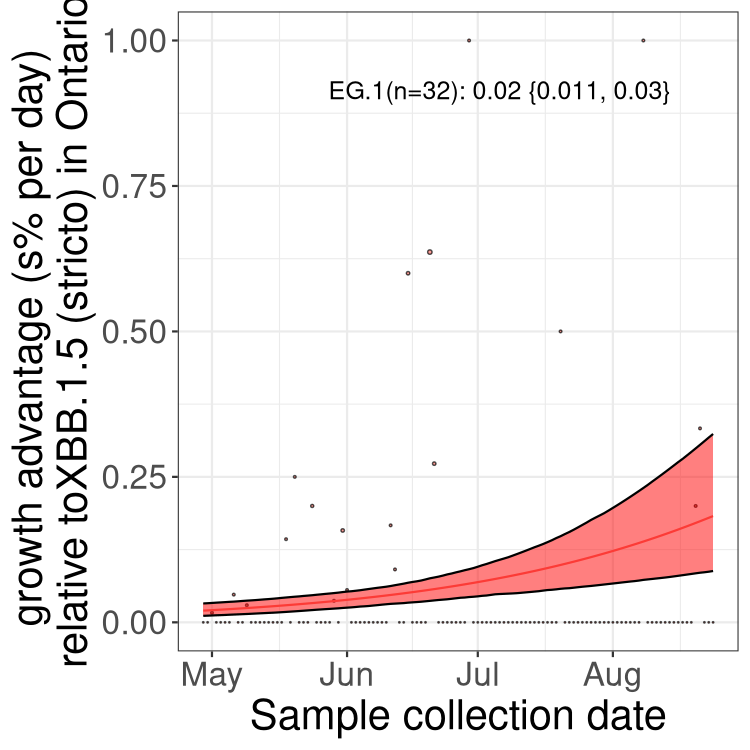 growth advantage (s% per day)
relative toXBB.1.5 (stricto) in Ontario
1.00
0.75
0.50
0.25
0.00
EG.1(n=32): 0.02 {0.011, 0.03}
May Jun Jul Aug
Sample collection date